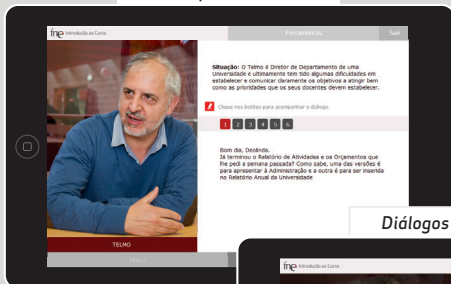 fne Introdução ao Curso
Ferramentas
Sair
Situação: O Telmo é Diretor de Departamento de uma
Universidade e ultimamente tem tido algumas dificuldades em
estabelecer e comunicar claramente os objetivos a atingir bem
como as prioridades que os seus docentes devem estabelecer.
Clique nos botões para acompanhar o diálogo.
1 2 3 4 5 6
Bom dia, Deolinda.
Já terminou o Relatório de Atividades e os Orçamentos que
lhe pedi a semana passada? Como sabe, uma das versões é
para apresentar à Administração e a outra é para ser inserida
no Relatório Anual da Universidade
TELMO
Menu
Diálogos
fne Introdução ao Curso